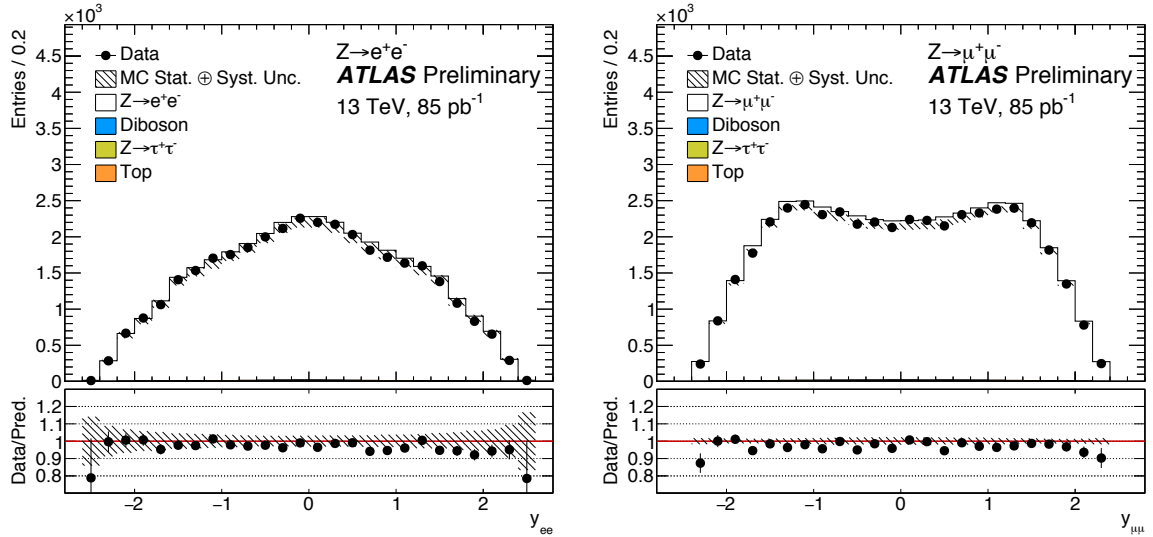 ×10³
Entries / 0.2
4.5
4
3.5
3
2.5
2
1.5
1
0.5
0
Data
MC Stat. ⊕ Syst. Unc.
Z→e⁺e⁻
Diboson
Z→τ⁺τ⁻
Top
Z→e⁺e⁻
ATLAS Preliminary
13 TeV, 85 pb⁻¹
Data/Pred.
1.2
1.1
1
0.9
0.8
−2 −1 0 1 2
y_ee
×10³
Entries / 0.2
4.5
4
3.5
3
2.5
2
1.5
1
0.5
0
Data
MC Stat. ⊕ Syst. Unc.
Z→μ⁺μ⁻
Diboson
Z→τ⁺τ⁻
Top
Z→μ⁺μ⁻
ATLAS Preliminary
13 TeV, 85 pb⁻¹
Data/Pred.
1.2
1.1
1
0.9
0.8
−2 −1 0 1 2
y_μμ